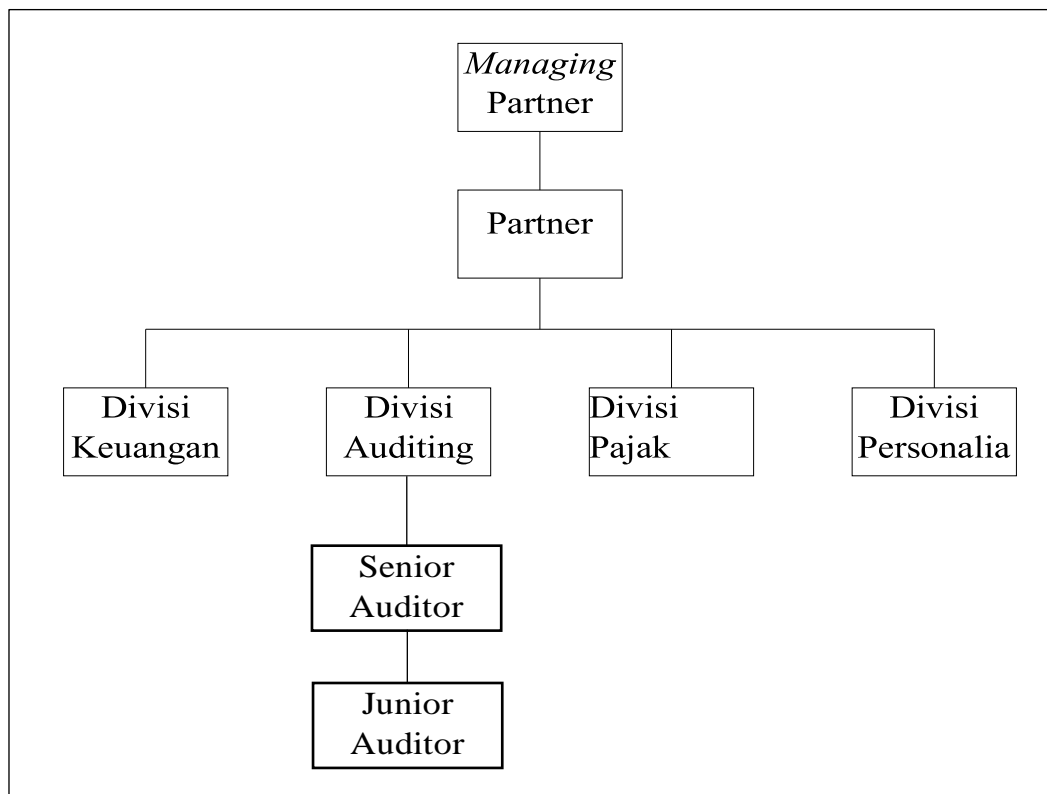 Managing
Partner
Partner
Divisi
Keuangan
Divisi
Auditing
Divisi
Pajak
Divisi
Personalia
Senior
Auditor
Junior
Auditor